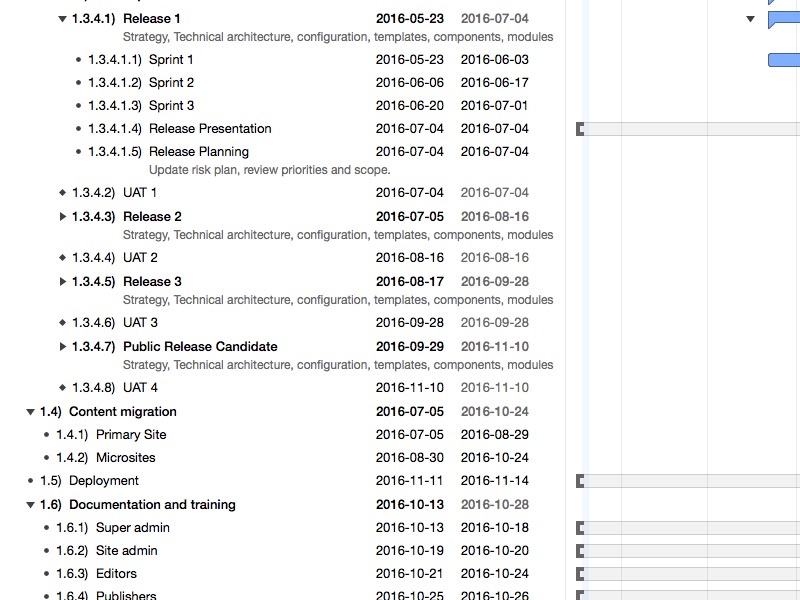 1.3.4.1) Release 1 2016-05-23 2016-07-04
Strategy, Technical architecture, configuration, templates, components, modules
1.3.4.1.1) Sprint 1 2016-05-23 2016-06-03
1.3.4.1.2) Sprint 2 2016-06-06 2016-06-17
1.3.4.1.3) Sprint 3 2016-06-20 2016-07-01
1.3.4.1.4) Release Presentation 2016-07-04 2016-07-04
1.3.4.1.5) Release Planning 2016-07-04 2016-07-04
Update risk plan, review priorities and scope.
1.3.4.2) UAT 1 2016-07-04 2016-07-04
1.3.4.3) Release 2 2016-07-05 2016-08-16
Strategy, Technical architecture, configuration, templates, components, modules
1.3.4.4) UAT 2 2016-08-16 2016-08-16
1.3.4.5) Release 3 2016-08-17 2016-09-28
Strategy, Technical architecture, configuration, templates, components, modules
1.3.4.6) UAT 3 2016-09-28 2016-09-28
1.3.4.7) Public Release Candidate 2016-09-29 2016-11-10
Strategy, Technical architecture, configuration, templates, components, modules
1.3.4.8) UAT 4 2016-11-10 2016-11-10
1.4) Content migration 2016-07-05 2016-10-24
1.4.1) Primary Site 2016-07-05 2016-08-29
1.4.2) Microsites 2016-08-30 2016-10-24
1.5) Deployment 2016-11-11 2016-11-14
1.6) Documentation and training 2016-10-13 2016-10-28
1.6.1) Super admin 2016-10-13 2016-10-18
1.6.2) Site admin 2016-10-19 2016-10-20
1.6.3) Editors 2016-10-21 2016-10-24
1.6.4) Publishers 2016-10-25 2016-10-26